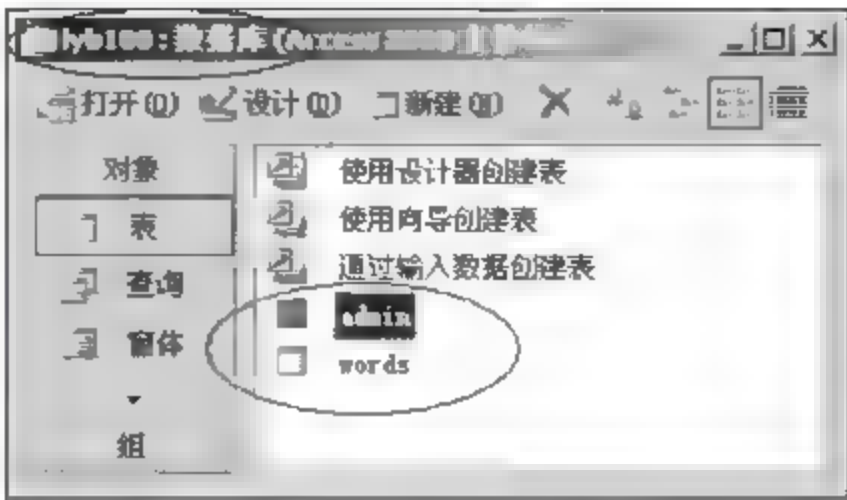 lyb100：数据库
打开(O) 设计(D) 新建(N)
对象
表
查询
窗体
组
使用设计器创建表
使用向导创建表
通过输入数据创建表
admin
words